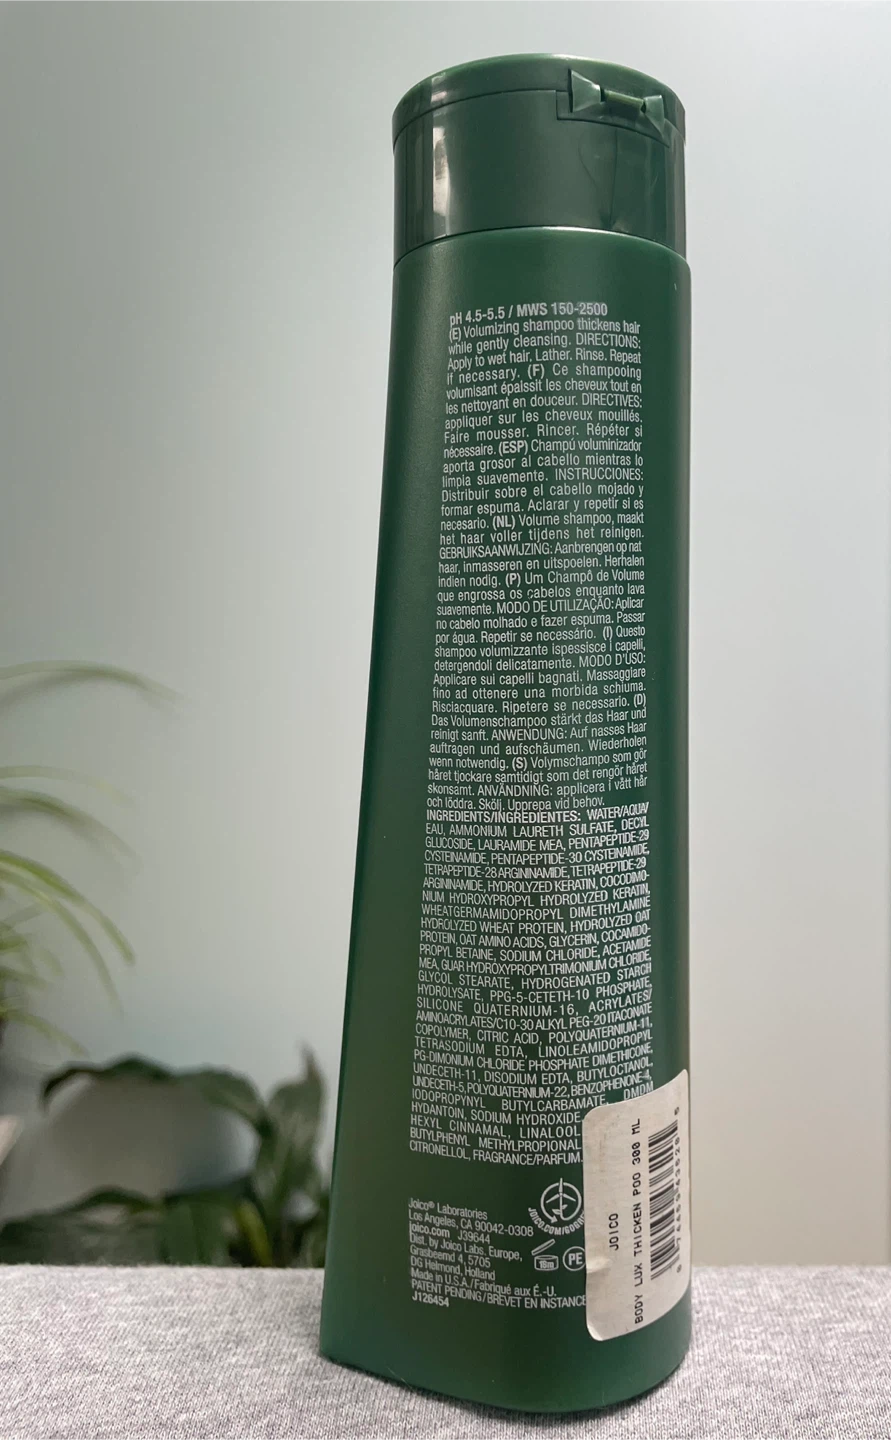 pH 4.5-5.5 / MWS 150-2500
(E) Volumizing shampoo thickens hair
while gently cleansing. DIRECTIONS:
Apply to wet hair. Lather. Rinse. Repeat
if necessary. (F) Ce shampooing
volumisant épaissit les cheveux tout en
les nettoyant en douceur. DIRECTIVES:
appliquer sur les cheveux mouillés.
Faire mousser. Rincer. Répéter si
nécessaire. (ESP) Champú voluminizador
aporta grosor al cabello mientras lo
limpia suavemente. INSTRUCCIONES:
Distribuir sobre el cabello mojado y
formar espuma. Aclarar y repetir si es
necesario. (NL) Volume shampoo, maakt
het haar voller tijdens het reinigen.
GEBRUIKSAANWIJZING: Aanbrengen op nat
haar, inmasseren en uitspoelen. Herhalen
indien nodig. (P) Um Champô de Volume
que engrossa os cabelos enquanto lava
suavemente. MODO DE UTILIZAÇÃO: Aplicar
no cabelo molhado e fazer espuma. Passar
por água. Repetir se necessário. (I) Questo
shampoo volumizzante ispessisce i capelli,
detergendoli delicatamente. MODO D'USO:
Applicare sui capelli bagnati. Massaggiare
fino ad ottenere una morbida schiuma.
Risciacquare. Ripetere se necessario. (D)
Das Volumenschampoo stärkt das Haar und
reinigt sanft. ANWENDUNG: Auf nasses Haar
auftragen und aufschäumen. Wiederholen
wenn notwendig. (S) Volymschampo som gör
håret tjockare samtidigt som det rengör håret
skonsamt. ANVÄNDNING: applicera i vått hår
och löddra. Skölj. Upprepa vid behov.
INGREDIENTS/INGRÉDIENTES: WATER/AQUA/
EAU, AMMONIUM LAURETH SULFATE, DECYL
GLUCOSIDE, LAURAMIDE MEA, PENTAPEPTIDE-29
CYSTEINAMIDE, PENTAPEPTIDE-30 CYSTEINAMIDE,
TETRAPEPTIDE-28 ARGININAMIDE, TETRAPEPTIDE-29
ARGININAMIDE, HYDROLYZED KERATIN, COCODIMO-
NIUM HYDROXYPROPYL HYDROLYZED KERATIN,
WHEATGERMAMIDOPROPYL DIMETHYLAMINE
HYDROLYZED WHEAT PROTEIN, HYDROLYZED OAT
PROTEIN, OAT AMINO ACIDS, GLYCERIN, COCAMIDO-
PROPYL BETAINE, SODIUM CHLORIDE, ACETAMIDE
MEA, GUAR HYDROXYPROPYLTRIMONIUM CHLORIDE,
GLYCOL STEARATE, HYDROGENATED STARCH
HYDROLYSATE, PPG-5-CETETH-10 PHOSPHATE,
SILICONE QUATERNIUM-16, ACRYLATES/
AMINOACRYLATES/C10-30 ALKYL PEG-20 ITACONATE
COPOLYMER, CITRIC ACID, POLYQUATERNIUM-11,
TETRASODIUM EDTA, LINOLEAMIDOPROPYL
PG-DIMONIUM CHLORIDE PHOSPHATE DIMETHICONE,
UNDECETH-11, DISODIUM EDTA, BUTYLOCTANOL,
UNDECETH-5, POLYQUATERNIUM-22, BENZOPHENONE-4,
IODOPROPYNYL BUTYLCARBAMATE, DMDM
HYDANTOIN, SODIUM HYDROXIDE,
HEXYL CINNAMAL, LINALOOL
BUTYLPHENYL METHYLPROPIONAL
CITRONELLOL, FRAGRANCE/PARFUM.
Joico® Laboratories
Los Angeles, CA 90042-0308
joico.com J39644
Dist. by Joico Labs, Europe,
Grasbeemd 4, 5705
DG Helmond, Holland
Made in U.S.A./Fabriqué aux É.-U.
PATENT PENDING/BREVET EN INSTANCE
J126454
18m
PE
JOICO
BODY LUX THICKEN POO 300 ML